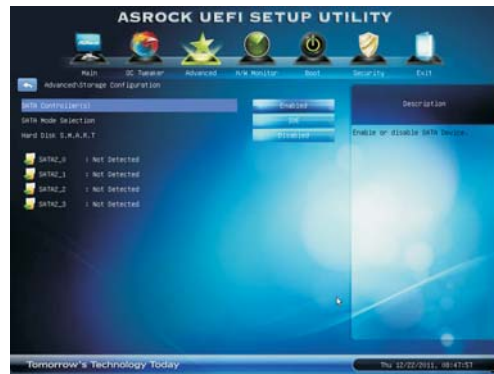 ASROCK UEFI SETUP UTILITY
Main OC Tweaker Advanced H/W Monitor Boot Security Exit
Advanced\Storage Configuration
SATA Controller(s) Enabled
SATA Mode Selection IDE
Hard Disk S.M.A.R.T Disabled
SATA2_0 : Not Detected
SATA2_1 : Not Detected
SATA2_2 : Not Detected
SATA2_3 : Not Detected
Description
Enable or disable SATA Device.
Tomorrow's Technology Today
Thu 12/22/2011, 08:47:57